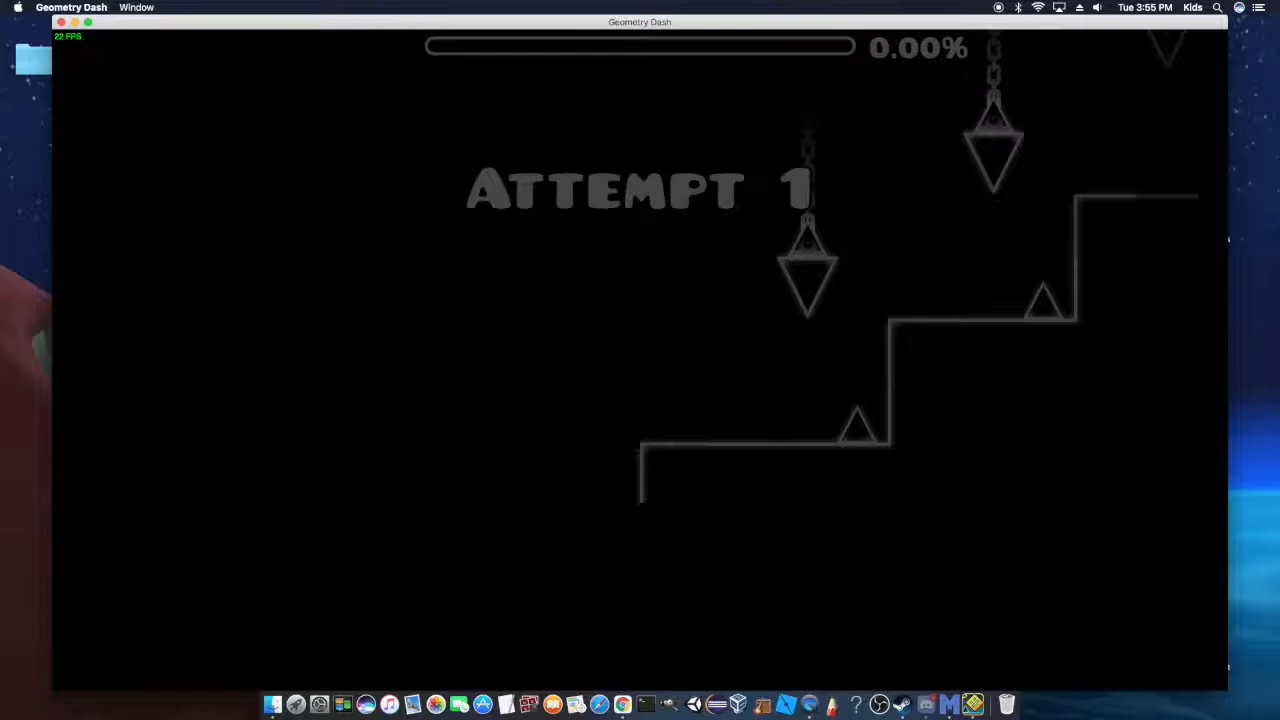 Geometry Dash Window Tue 3:55 PM Kids
Geometry Dash
22 FPS
0.00%
ATTEMPT 1